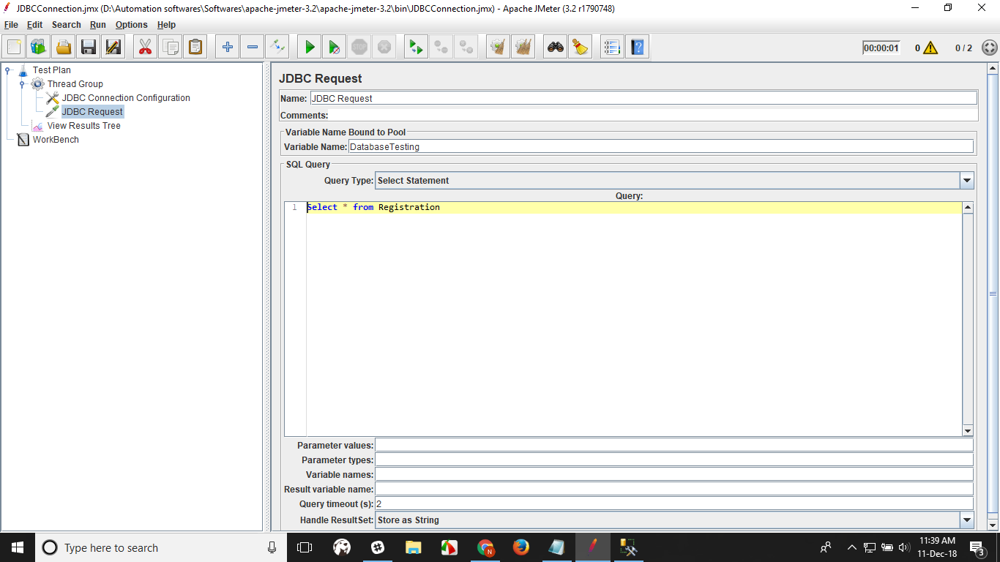 JDBCConnection.jmx (D:\Automation softwares\Softwares\apache-jmeter-3.2\apache-jmeter-3.2\bin\JDBCConnection.jmx) - Apache JMeter (3.2 r1790748)
File Edit Search Run Options Help
00:00:01 0 0 / 2
Test Plan
Thread Group
JDBC Connection Configuration
JDBC Request
View Results Tree
WorkBench
JDBC Request
Name: JDBC Request
Comments:
Variable Name Bound to Pool
Variable Name: DatabaseTesting
SQL Query
Query Type: Select Statement
Query:
1 Select * from Registration
Parameter values:
Parameter types:
Variable names:
Result variable name:
Query timeout (s): 2
Handle ResultSet: Store as String
Type here to search
N
11:39 AM
11-Dec-18
3